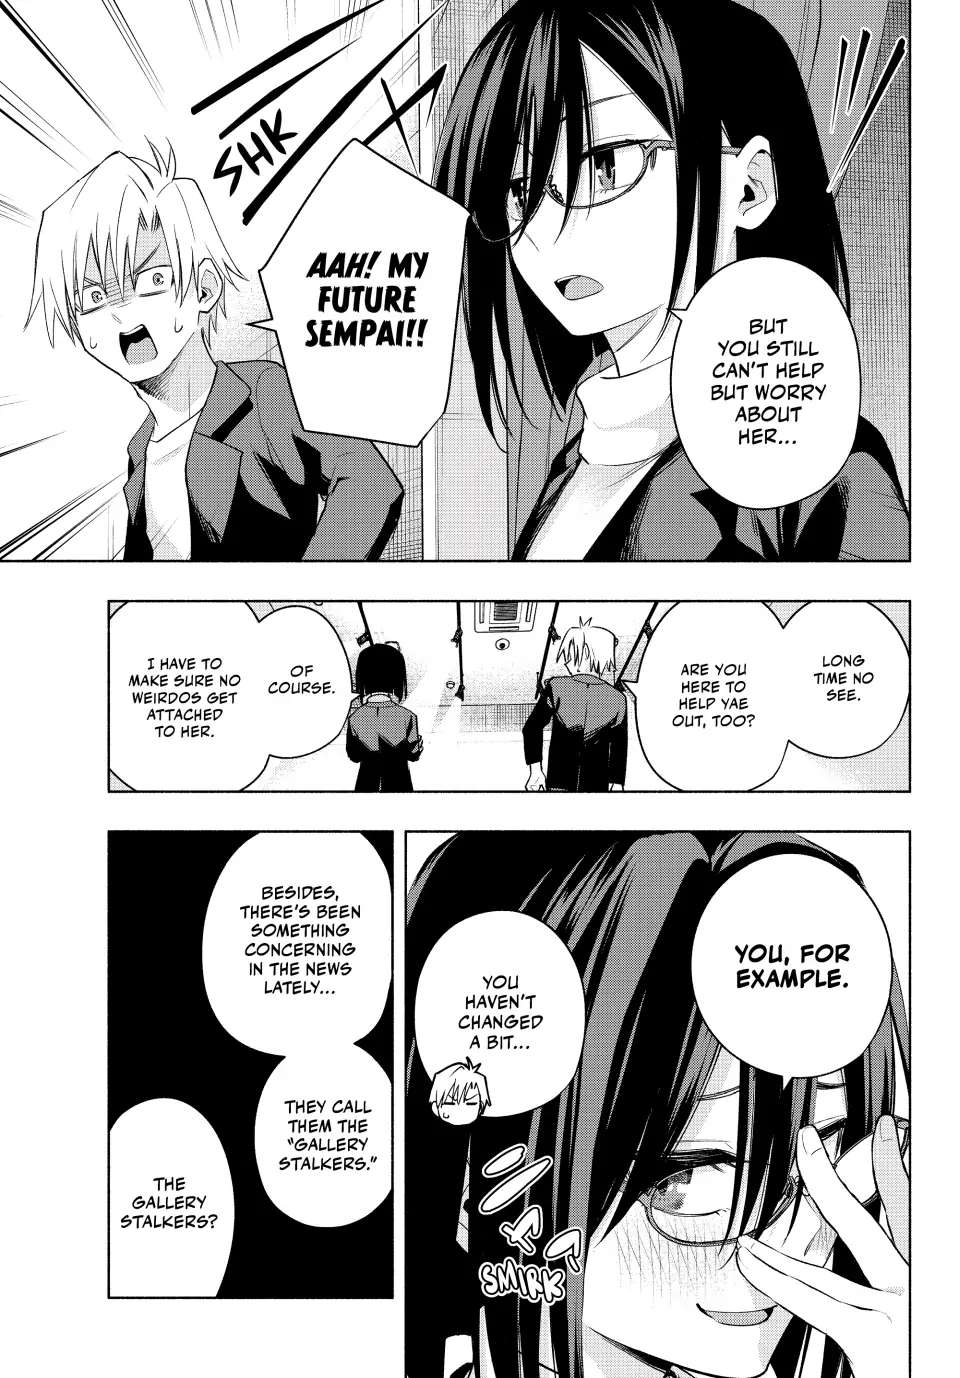 BUT
YOU STILL
CAN'T HELP
BUT WORRY
ABOUT
HER...
AAH! MY
FUTURE
SEMPAI!!
SHK
LONG
TIME NO
SEE.
ARE YOU
HERE TO
HELP YAE
OUT, TOO?
OF
COURSE.
I HAVE TO
MAKE SURE NO
WEIRDOS GET
ATTACHED
TO HER.
YOU, FOR
EXAMPLE.
YOU
HAVEN'T
CHANGED
A BIT...
SMIRK
BESIDES,
THERE'S BEEN
SOMETHING
CONCERNING
IN THE NEWS
LATELY...
THEY CALL
THEM THE
"GALLERY
STALKERS."
THE
GALLERY
STALKERS?